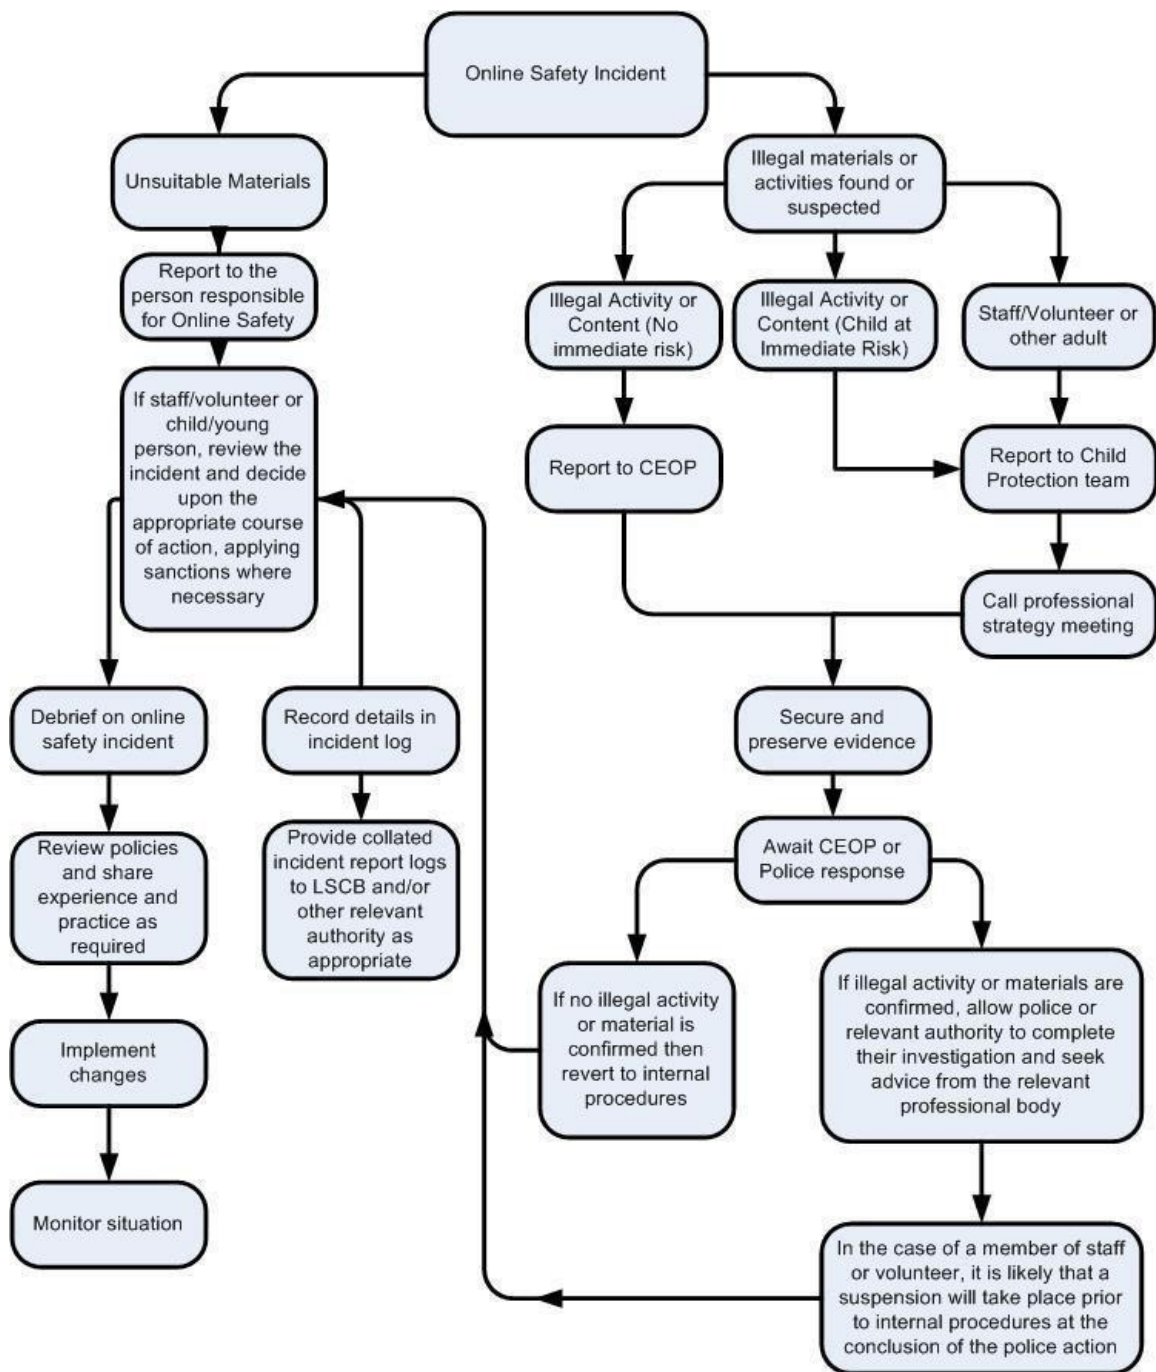 Online Safety Incident
Unsuitable Materials
Report to the
person responsible
for Online Safety
If staff/volunteer or
child/young
person, review the
incident and decide
upon the
appropriate course
of action, applying
sanctions where
necessary
Debrief on online
safety incident
Review policies
and share
experience and
practice as
required
Implement
changes
Monitor situation
Record details in
incident log
Provide collated
incident report logs
to LSCB and/or
other relevant
authority as
appropriate
Illegal materials or
activities found or
suspected
Illegal Activity or
Content (No
immediate risk)
Illegal Activity or
Content (Child at
Immediate Risk)
Staff/Volunteer or
other adult
Report to CEOP
Report to Child
Protection team
Call professional
strategy meeting
Secure and
preserve evidence
Await CEOP or
Police response
If no illegal activity
or material is
confirmed then
revert to internal
procedures
If illegal activity or materials are
confirmed, allow police or
relevant authority to complete
their investigation and seek
advice from the relevant
professional body
In the case of a member of staff
or volunteer, it is likely that a
suspension will take place prior
to internal procedures at the
conclusion of the police action